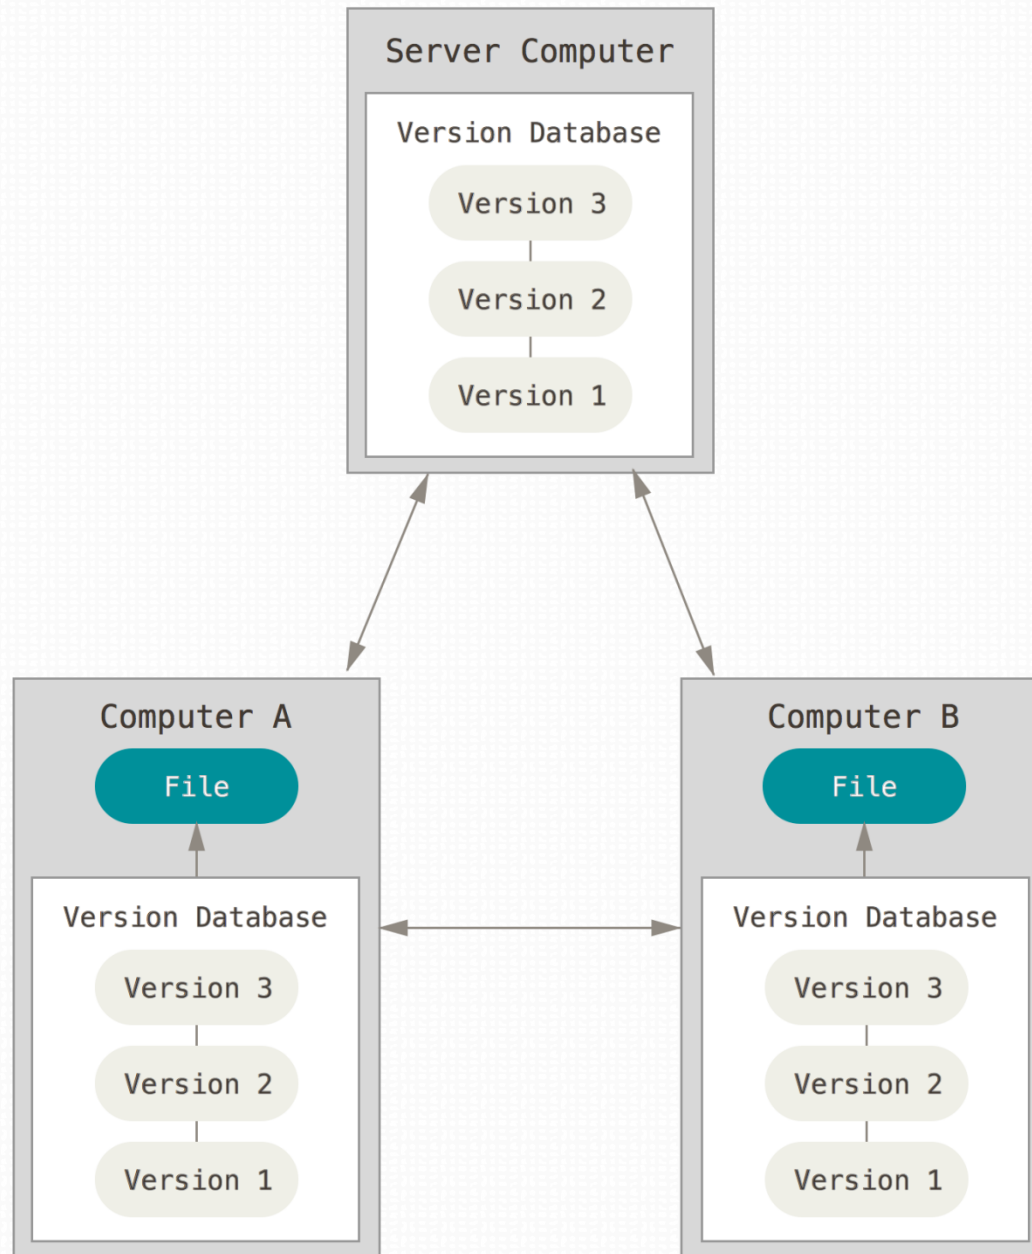 Server Computer
Version Database
Version 3
Version 2
Version 1
Computer A
File
Version Database
Version 3
Version 2
Version 1
Computer B
File
Version Database
Version 3
Version 2
Version 1